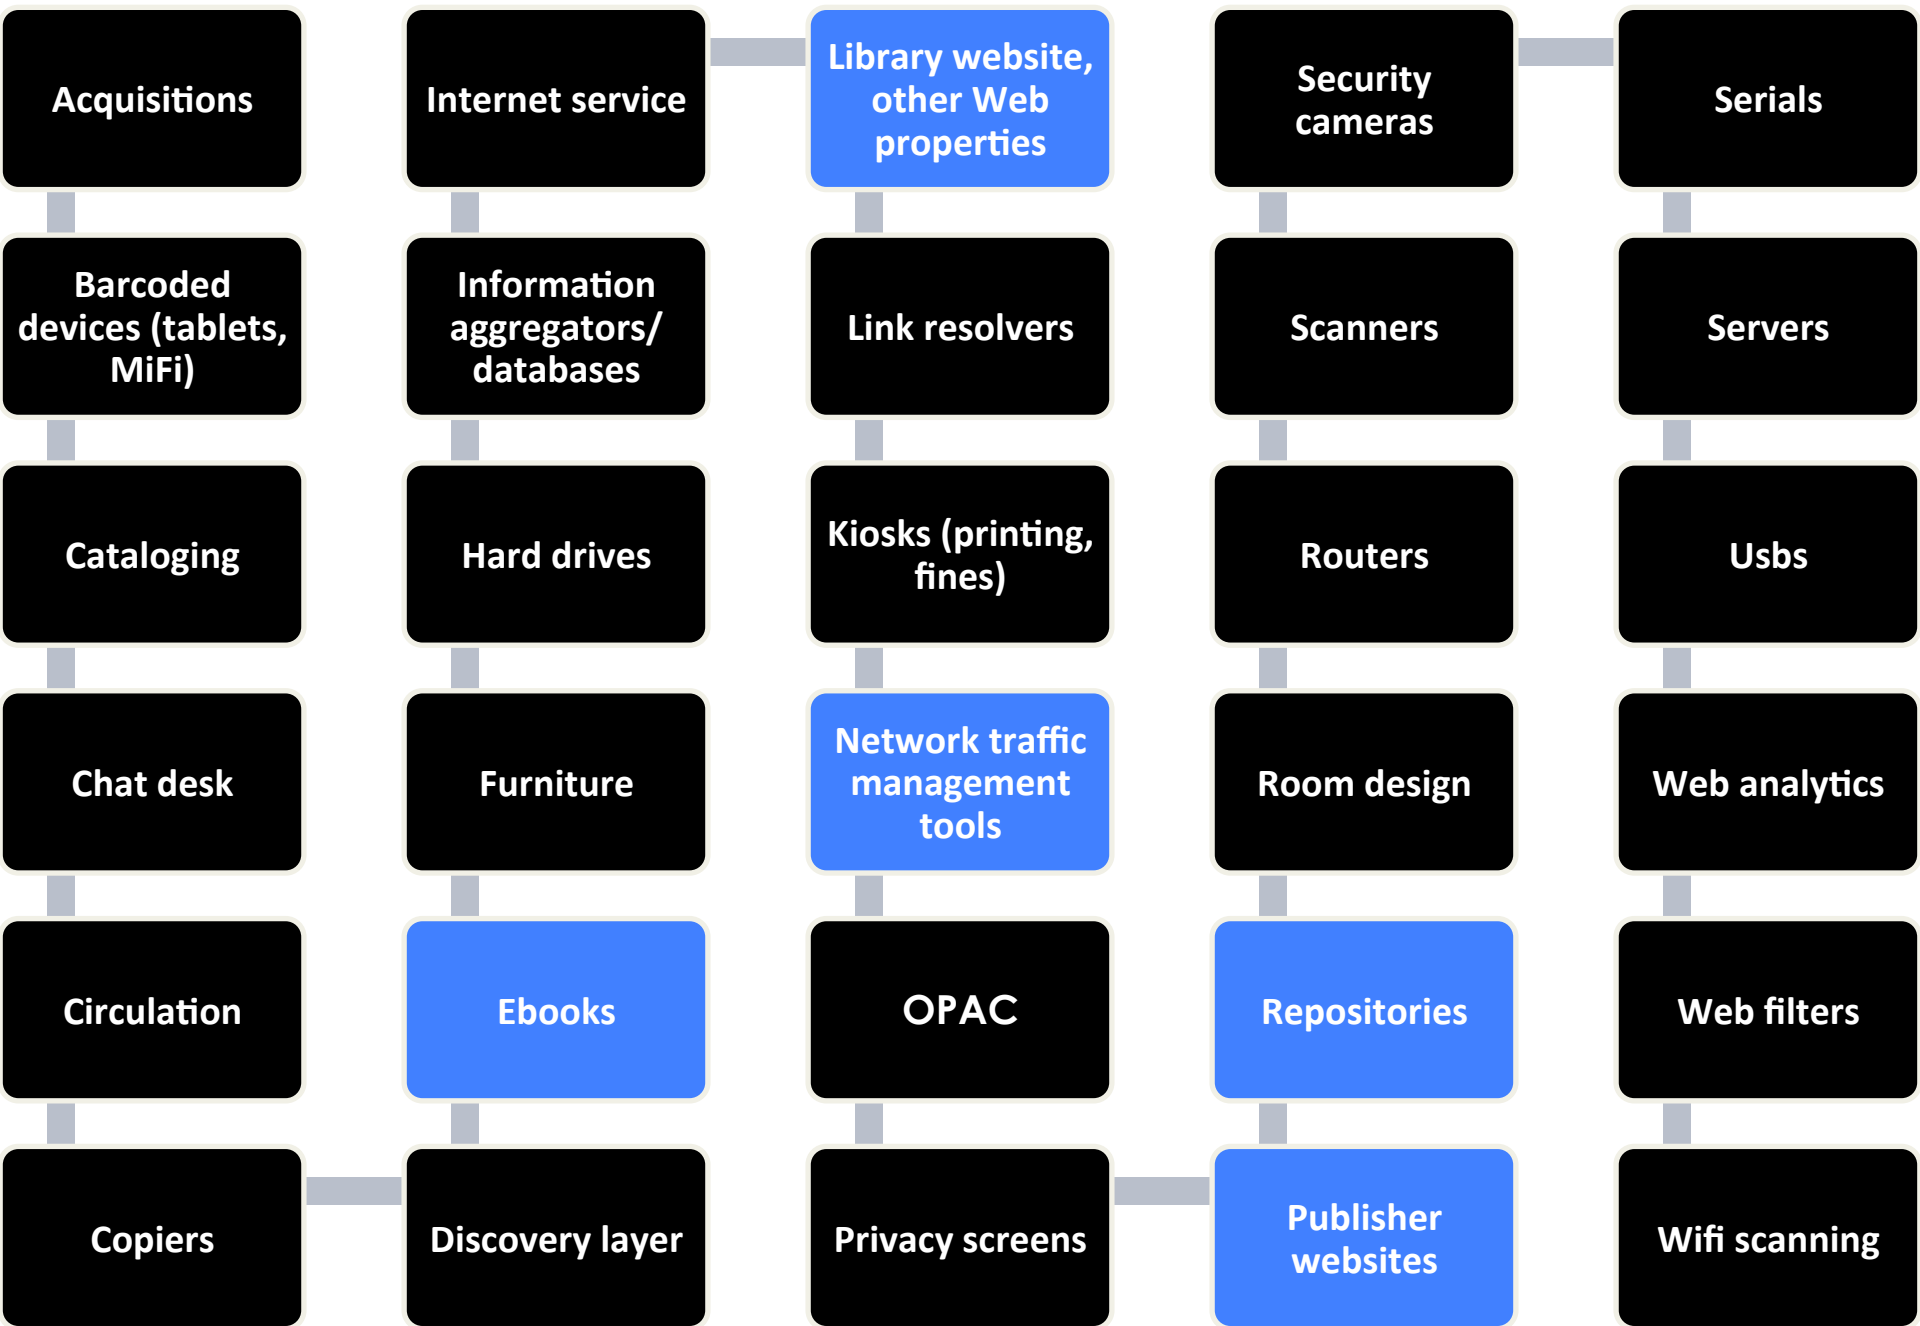 Acquisitions
Barcoded
devices (tablets,
MiFi)
Cataloging
Chat desk
Circulation
Copiers
Discovery layer
Ebooks
Furniture
Hard drives
Information
aggregators/
databases
Internet service
Library website,
other Web
properties
Link resolvers
Kiosks (printing,
fines)
Network traffic
management
tools
OPAC
Privacy screens
Publisher
websites
Repositories
Room design
Routers
Scanners
Security
cameras
Serials
Servers
Usbs
Web analytics
Web filters
Wifi scanning